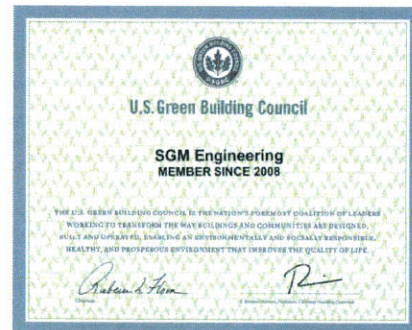 U.S. Green Building Council
SGM Engineering
MEMBER SINCE 2008
THE U.S. GREEN BUILDING COUNCIL IS THE NATION'S FOREMOST COALITION OF LEADERS
WORKING TO TRANSFORM THE WAY BUILDINGS AND COMMUNITIES ARE DESIGNED,
BUILT AND OPERATED, ENABLING AN ENVIRONMENTALLY AND SOCIALLY RESPONSIBLE,
HEALTHY, AND PROSPEROUS ENVIRONMENT THAT IMPROVES THE QUALITY OF LIFE.